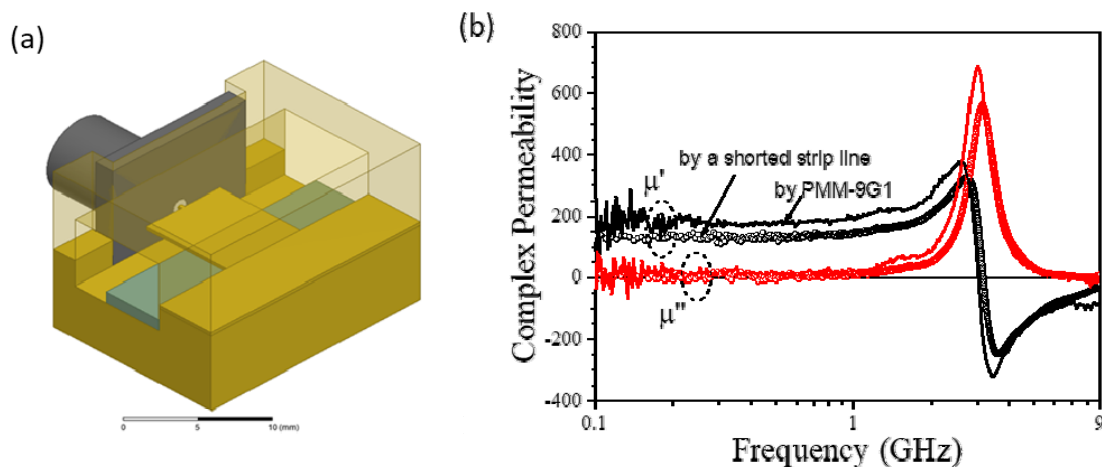 (a)
0
5
10 (mm)
(b)
800
600
400
200
0
-200
-400
Complex Permeability
by a shorted strip line
by PMM-9G1
μ'
μ"
0.1
1
9
Frequency (GHz)